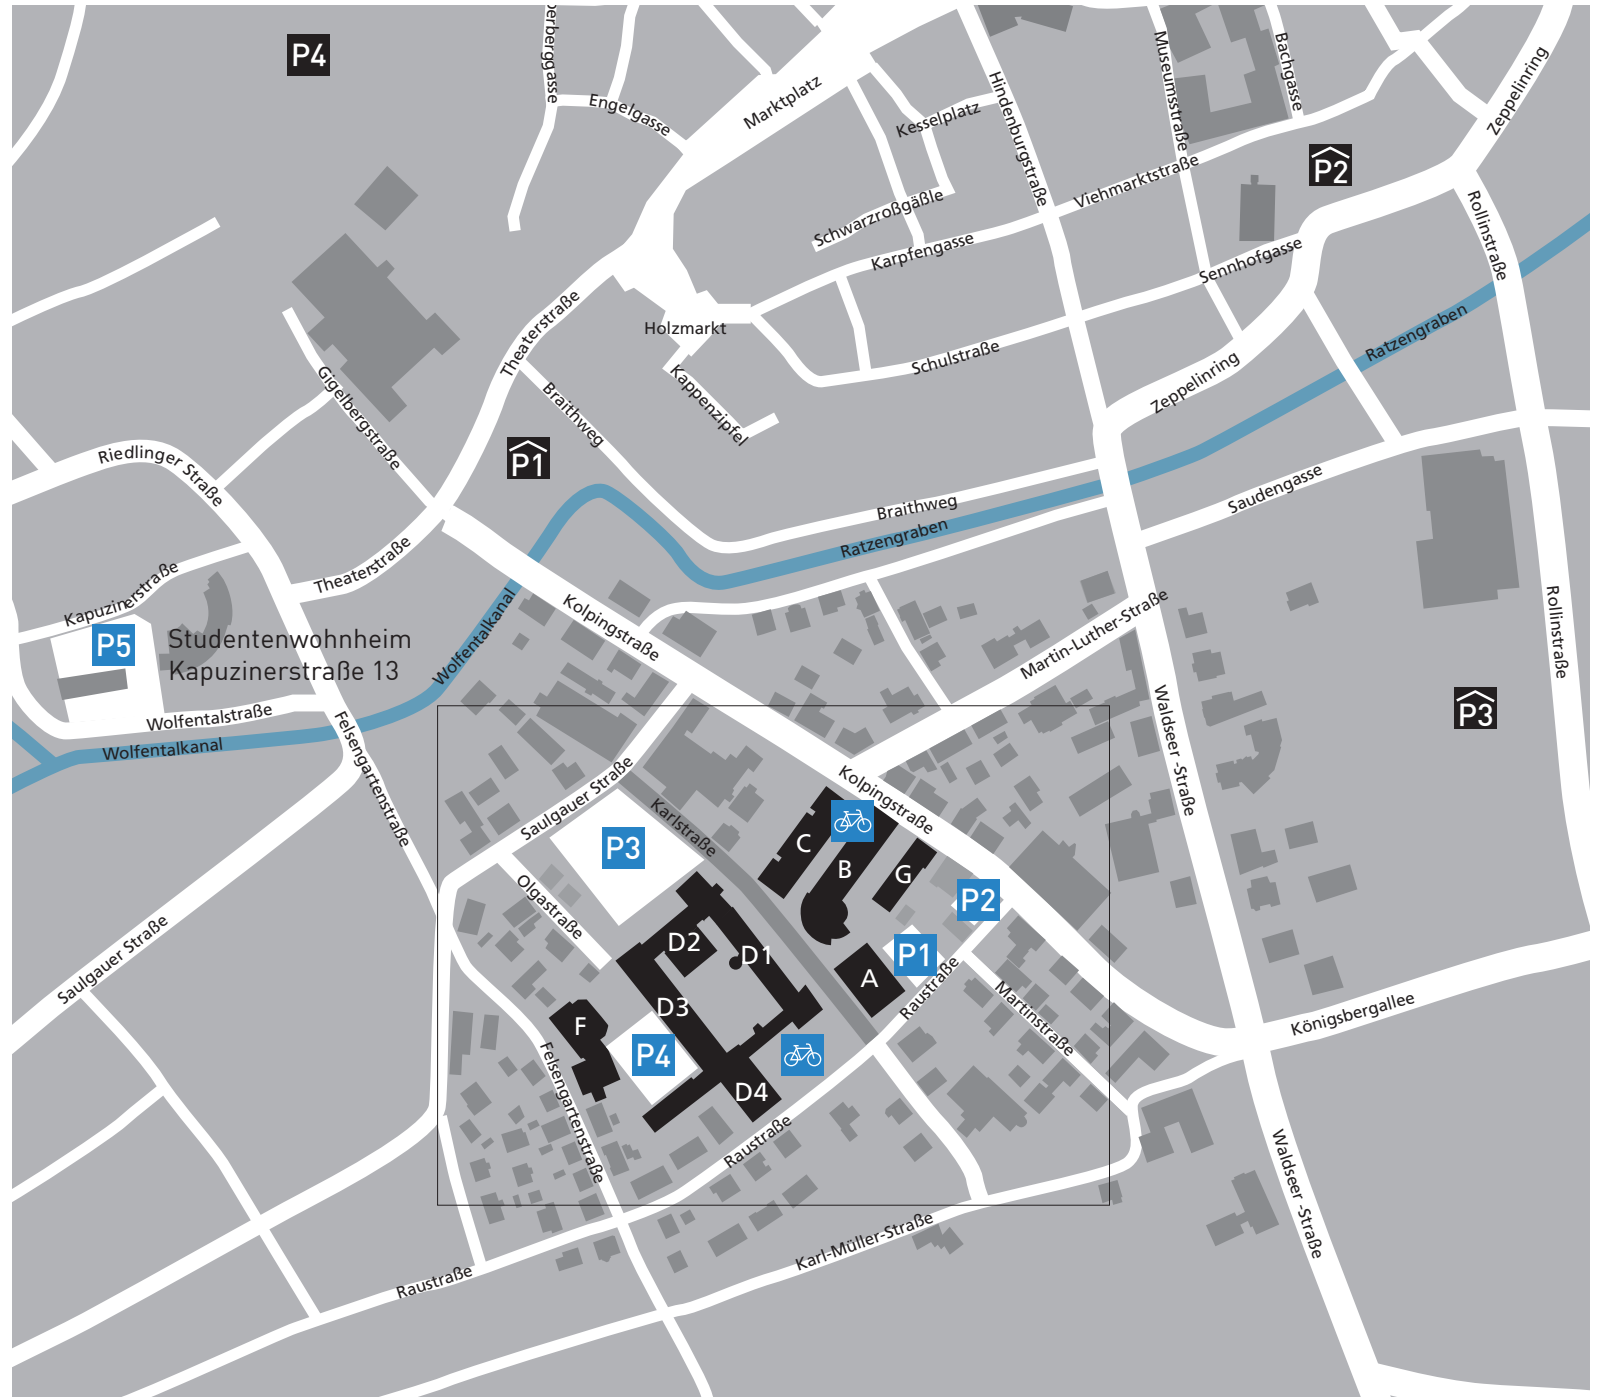 P4
perberggasse
Engelgasse
Marktplatz
Kesselplatz
Hindenburgstraße
Museumsstraße
Bachgasse
Zeppelinring
P2
Viehmarktstraße
Schwarzroßgäßle
Karpfengasse
Sennhofgasse
Rollinstraße
Theaterstraße
Holzmarkt
Kappenzipfel
Schulstraße
Zeppelinring
Ratzengraben
Gigelbergstraße
Braithweg
P1
Riedlinger Straße
Braithweg
Ratzengraben
Saudengasse
Theaterstraße
Kapuzinerstraße
P5
Studentenwohnheim
Kapuzinerstraße 13
Wolfentalkanal
Kolpingstraße
Martin-Luther-Straße
Rollinstraße
Wolfentalstraße
Wolfentalkanal
Felsengartenstraße
Waldseer -Straße
P3
Saulgauer Straße
Karlstraße
Kolpingstraße
P3
C
B
G
P2
Olgastraße
D2
D1
P1
A
Raustraße
Saulgauer Straße
D3
F
P4
Martinstraße
Königsbergallee
D4
Felsengartenstraße
Raustraße
Waldseer -Straße
Karl-Müller-Straße
Raustraße